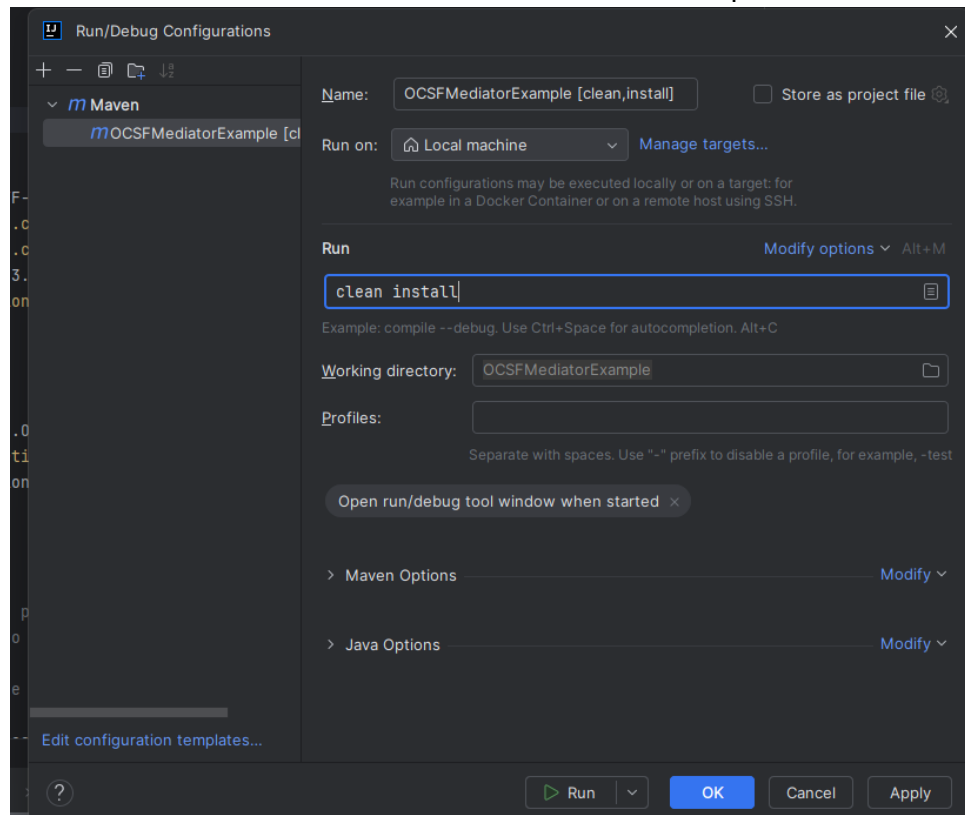 Run/Debug Configurations
Maven
OCSFMediatorExample [cl
Name:
OCSFMediatorExample [clean,install]
Store as project file
Run on:
Local machine
Manage targets...
Run configurations may be executed locally or on a target: for
example in a Docker Container or on a remote host using SSH.
Run
Modify options
Alt+M
clean install
Example: compile --debug. Use Ctrl+Space for autocompletion. Alt+C
Working directory:
OCSFMediatorExample
Profiles:
Separate with spaces. Use "-" prefix to disable a profile, for example, -test
Open run/debug tool window when started
Maven Options
Modify
Java Options
Modify
Edit configuration templates...
?
Run
OK
Cancel
Apply
F-
.c
.c
3.
on
.O
ti
on
p
o
e
--